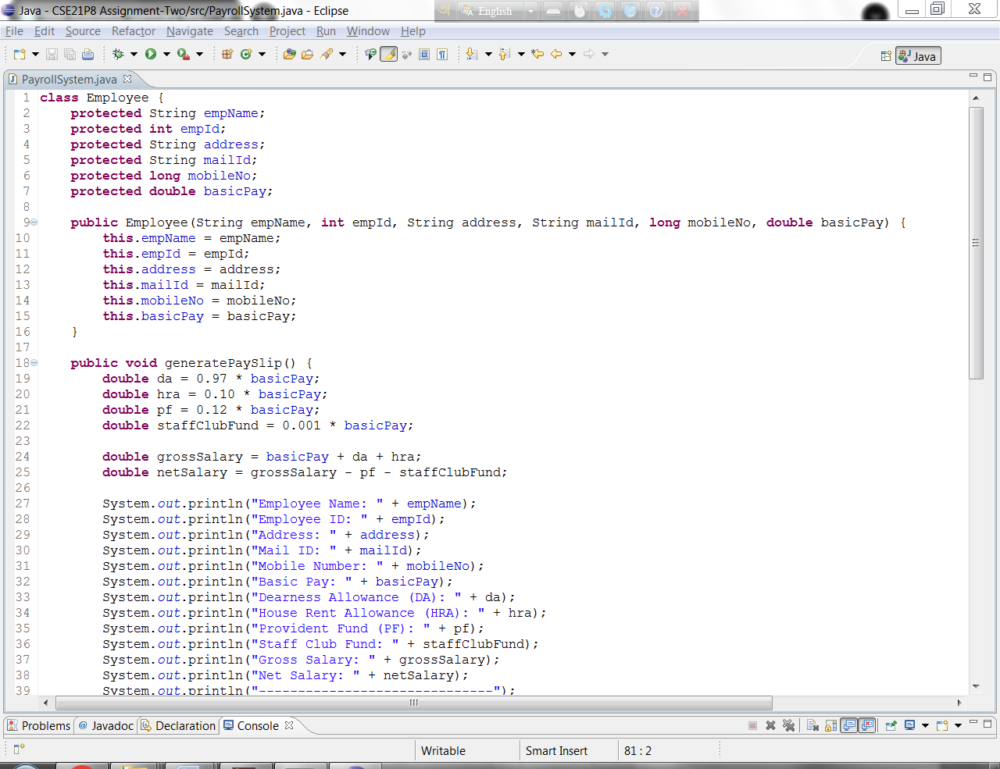 Java - CSE21P8 Assignment-Two/src/PayrollSystem.java - Eclipse
English
File Edit Source Refactor Navigate Search Project Run Window Help
Java
PayrollSystem.java
1 class Employee {
2     protected String empName;
3     protected int empId;
4     protected String address;
5     protected String mailId;
6     protected long mobileNo;
7     protected double basicPay;
8
9     public Employee(String empName, int empId, String address, String mailId, long mobileNo, double basicPay) {
10         this.empName = empName;
11         this.empId = empId;
12         this.address = address;
13         this.mailId = mailId;
14         this.mobileNo = mobileNo;
15         this.basicPay = basicPay;
16     }
17
18     public void generatePaySlip() {
19         double da = 0.97 * basicPay;
20         double hra = 0.10 * basicPay;
21         double pf = 0.12 * basicPay;
22         double staffClubFund = 0.001 * basicPay;
23
24         double grossSalary = basicPay + da + hra;
25         double netSalary = grossSalary - pf - staffClubFund;
26
27         System.out.println("Employee Name: " + empName);
28         System.out.println("Employee ID: " + empId);
29         System.out.println("Address: " + address);
30         System.out.println("Mail ID: " + mailId);
31         System.out.println("Mobile Number: " + mobileNo);
32         System.out.println("Basic Pay: " + basicPay);
33         System.out.println("Dearness Allowance (DA): " + da);
34         System.out.println("House Rent Allowance (HRA): " + hra);
35         System.out.println("Provident Fund (PF): " + pf);
36         System.out.println("Staff Club Fund: " + staffClubFund);
37         System.out.println("Gross Salary: " + grossSalary);
38         System.out.println("Net Salary: " + netSalary);
39         System.out.println("------------------------------");
Problems @ Javadoc Declaration Console
Writable Smart Insert 81 : 2